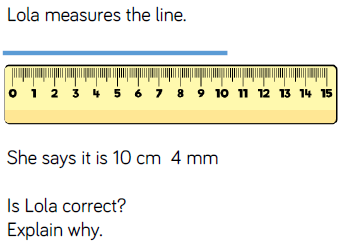 Lola measures the line.
0 1 2 3 4 5 6 7 8 9 10 11 12 13 14 15
She says it is 10 cm 4 mm
Is Lola correct?
Explain why.